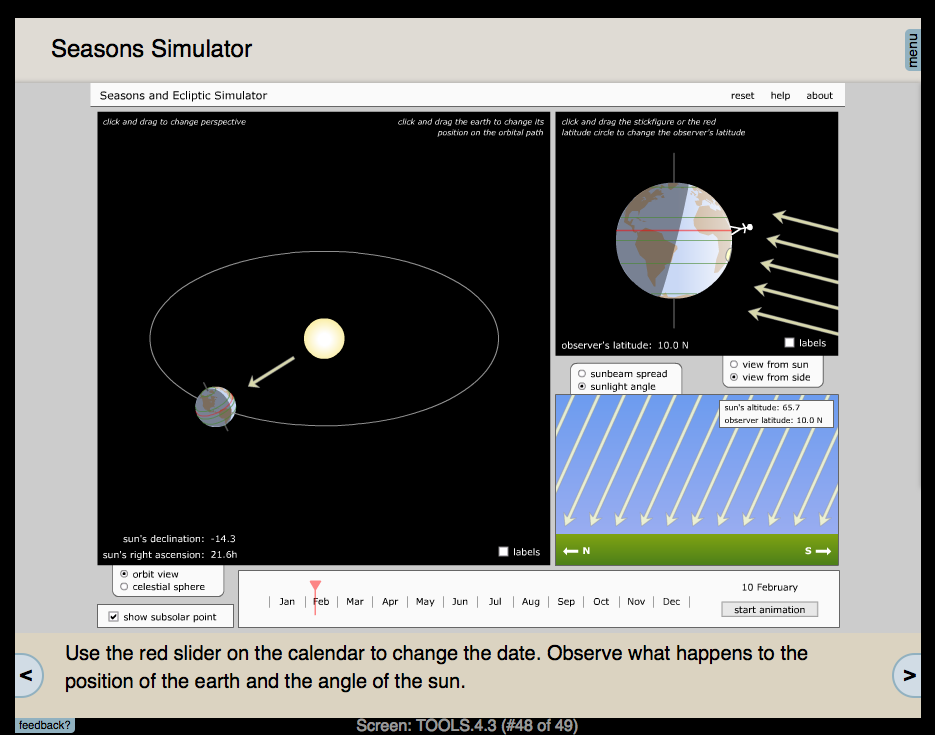 Seasons Simulator
menu
Seasons and Ecliptic Simulator
reset help about
click and drag to change perspective
click and drag the earth to change its
position on the orbital path
click and drag the stickfigure or the red
latitude circle to change the observer's latitude
observer's latitude: 10.0 N
labels
view from sun
view from side
sunbeam spread
sunlight angle
sun's altitude: 65.7
observer latitude: 10.0 N
N
S
sun's declination: -14.3
sun's right ascension: 21.6h
labels
orbit view
celestial sphere
show subsolar point
Jan Feb Mar Apr May Jun Jul Aug Sep Oct Nov Dec
10 February
start animation
Use the red slider on the calendar to change the date. Observe what happens to the
position of the earth and the angle of the sun.
<
>
feedback?
Screen: TOOLS.4.3 (#48 of 49)